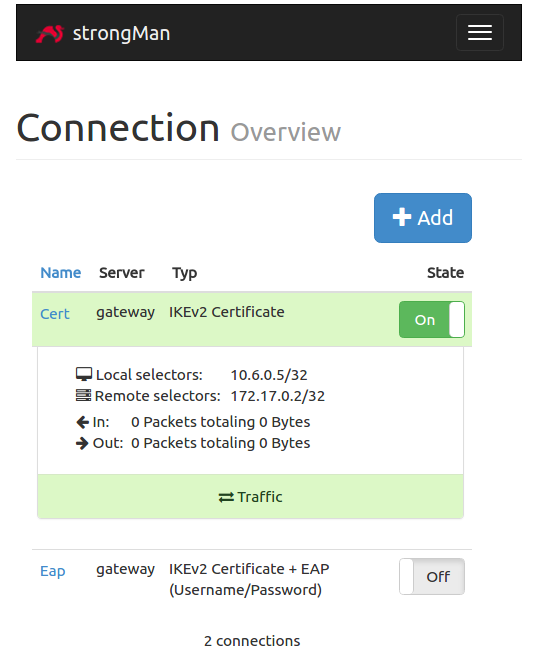 strongMan
Connection Overview
Add
Name Server Typ State
Cert gateway IKEv2 Certificate On
Local selectors: 10.6.0.5/32
Remote selectors: 172.17.0.2/32
In: 0 Packets totaling 0 Bytes
Out: 0 Packets totaling 0 Bytes
Traffic
Eap gateway IKEv2 Certificate + EAP Off
(Username/Password)
2 connections